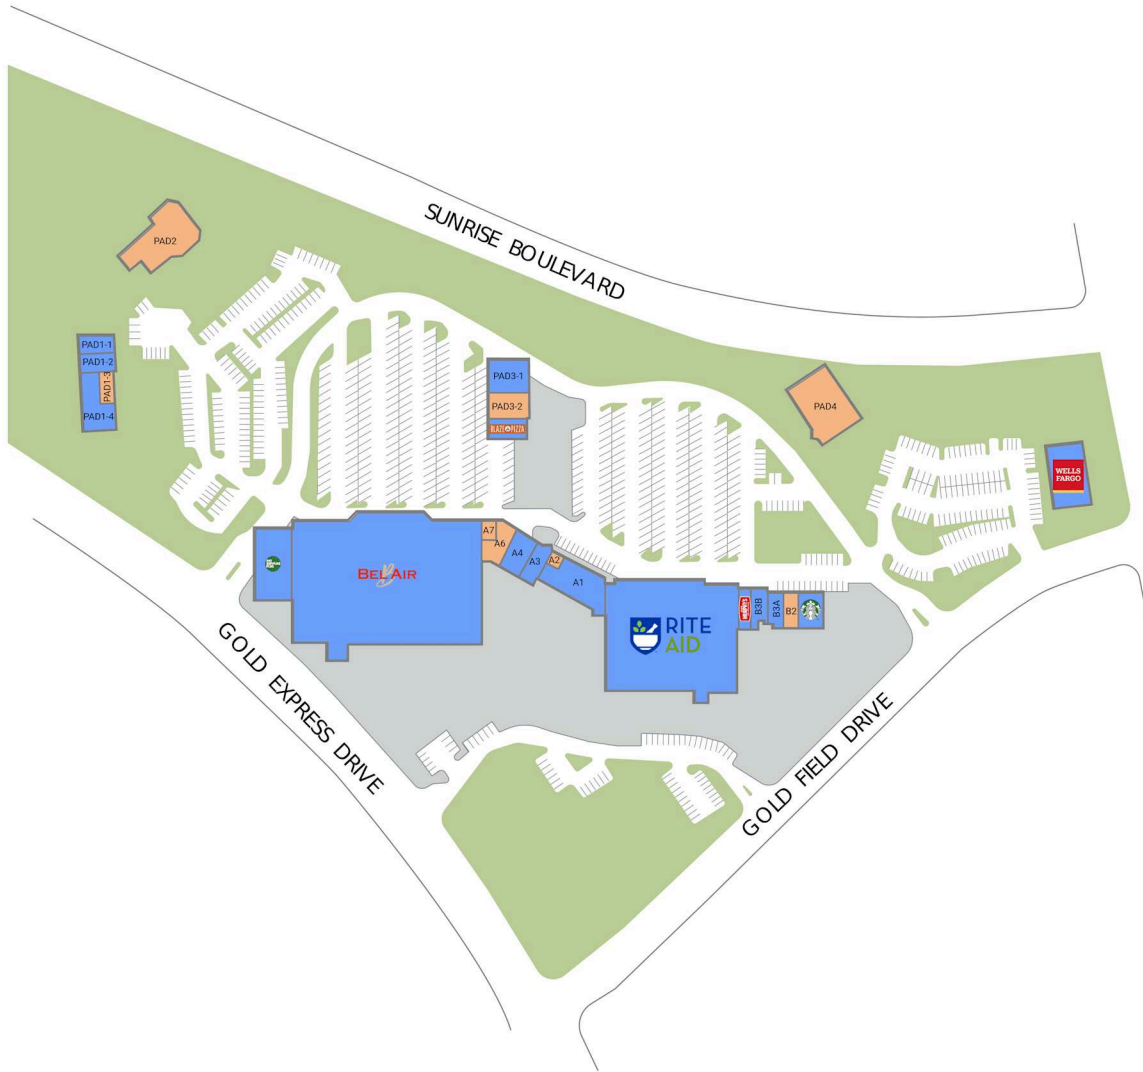 SUNRISE BOULEVARD
PAD2
PAD1-1
PAD1-2
PAD1-3
PAD1-4
PAD3-1
PAD3-2
BLAZE PIZZA
PAD4
WELLS
FARGO
BEL AIR
A7
A6
A4
A3
A2
A1
RITE
AID
B3B
B3A
B2
GOLD EXPRESS DRIVE
GOLD FIELD DRIVE